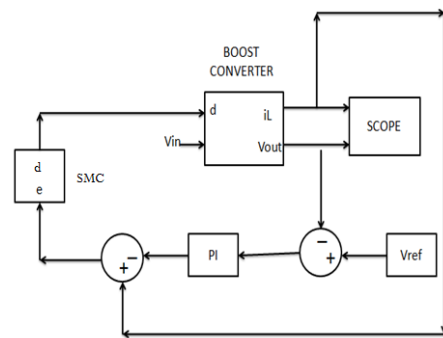 BOOST
CONVERTER
d
iL
Vin
Vout
SCOPE
d
e
SMC
+
−
PI
−
+
Vref